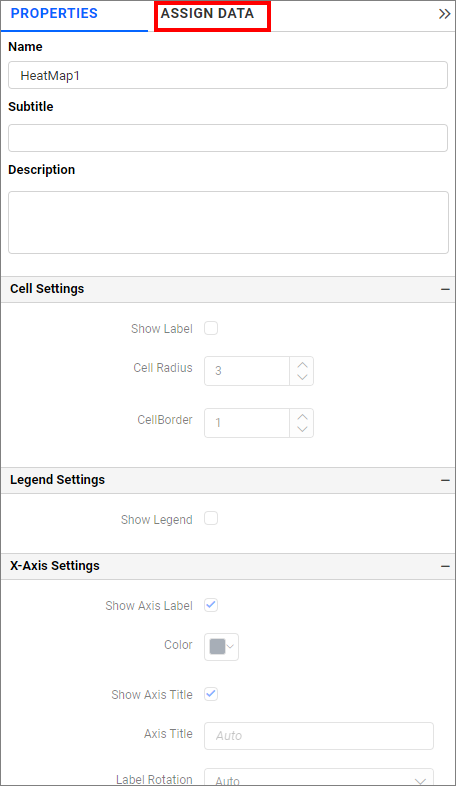 PROPERTIES ASSIGN DATA
Name
HeatMap1
Subtitle
Description
Cell Settings
Show Label
Cell Radius 3
CellBorder 1
Legend Settings
Show Legend
X-Axis Settings
Show Axis Label
Color
Show Axis Title
Axis Title Auto
Label Rotation Auto